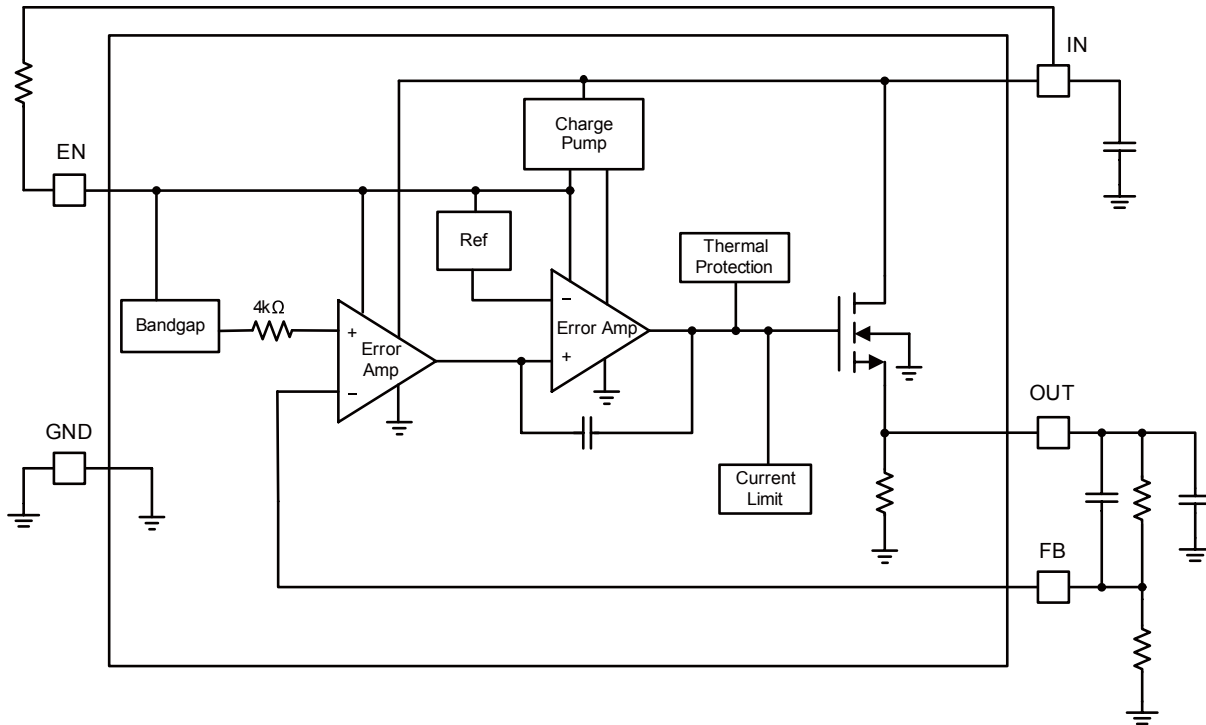 IN
Charge
Pump
EN
Ref
Thermal
Protection
4kΩ
Bandgap
+
Error
Amp
−
−
Error Amp
+
OUT
GND
Current
Limit
FB